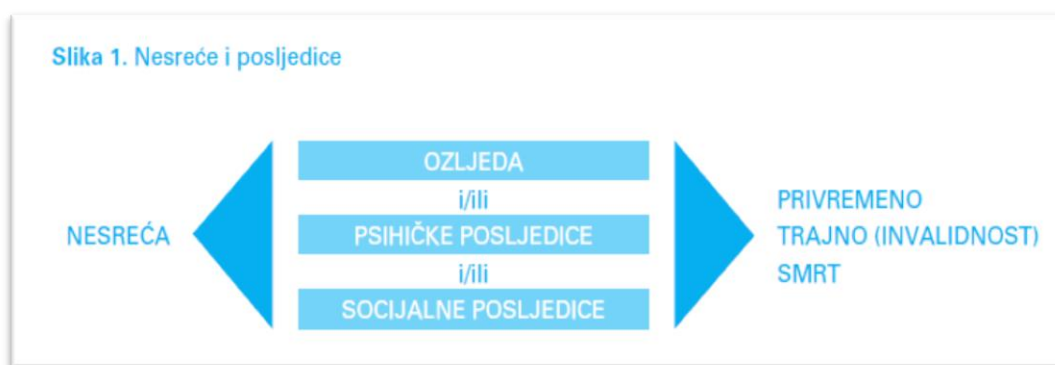 Slika 1. Nesreće i posljedice
NESREĆA
OZLJEDA
i/ili
PSIHIČKE POSLJEDICE
i/ili
SOCIJALNE POSLJEDICE
PRIVREMENO
TRAJNO (INVALIDNOST)
SMRT